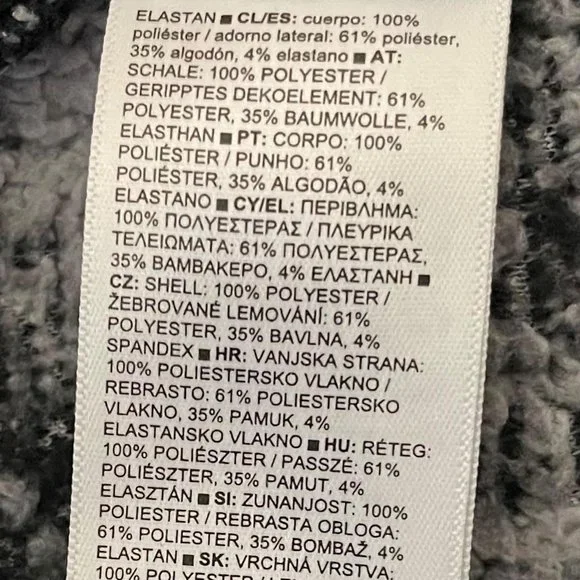 ELASTAN ■ CL/ES: cuerpo: 100%
poliéster / adorno lateral: 61% poliéster,
35% algodón, 4% elastano ■ AT:
SCHALE: 100% POLYESTER /
GERIPPTES DEKOELEMENT: 61%
POLYESTER, 35% BAUMWOLLE, 4%
ELASTHAN ■ PT: CORPO: 100%
POLIÉSTER / PUNHO: 61%
POLIÉSTER, 35% ALGODÃO, 4%
ELASTANO ■ CY/EL: ΠΕΡΙΒΛΗΜΑ:
100% ΠΟΛΥΕΣΤΕΡΑΣ / ΠΛΕΥΡΙΚΑ
ΤΕΛΕΙΩΜΑΤΑ: 61% ΠΟΛΥΕΣΤΕΡΑΣ,
35% ΒΑΜΒΑΚΕΡΟ, 4% ΕΛΑΣΤΑΝΗ ■
CZ: SHELL: 100% POLYESTER /
ŽEBROVANÉ LEMOVÁNÍ: 61%
POLYESTER, 35% BAVLNA, 4%
SPANDEX ■ HR: VANJSKA STRANA:
100% POLIESTERSKO VLAKNO /
REBRASTO: 61% POLIESTERSKO
VLAKNO, 35% PAMUK, 4%
ELASTANSKO VLAKNO ■ HU: RÉTEG:
100% POLIÉSZTER / PASSZÉ: 61%
POLIÉSZTER, 35% PAMUT, 4%
ELASZTÁN ■ SI: ZUNANJOST: 100%
POLIESTER / REBRASTA OBLOGA:
61% POLIESTER, 35% BOMBAŽ, 4%
ELASTAN ■ SK: VRCHNÁ VRSTVA:
100% POLYESTER /